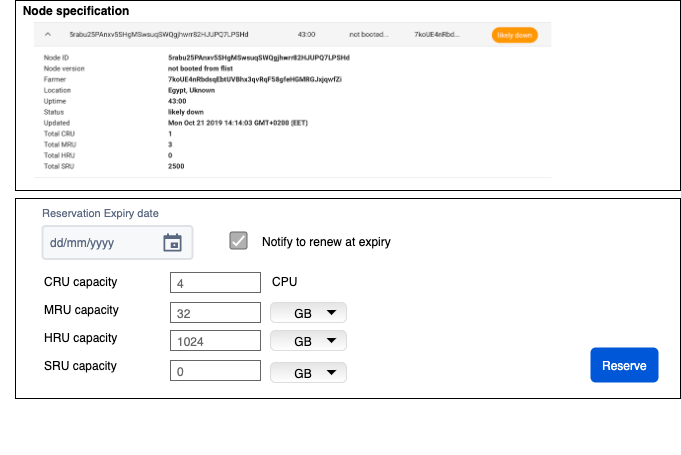 Node specification
43:00 not booted... 7koUE4nRbd... likely down
Node ID
Node version not booted from flist
Farmer
Location Egypt, Uknown
Uptime 43:00
Status likely down
Updated Mon Oct 21 2019 14:14:03 GMT+0200 (EET)
Total CRU 1
Total MRU 3
Total HRU 0
Total SRU 2500
Reservation Expiry date
dd/mm/yyyy Notify to renew at expiry
CRU capacity 4 CPU
MRU capacity 32 GB
HRU capacity 1024 GB
SRU capacity 0 GB
Reserve